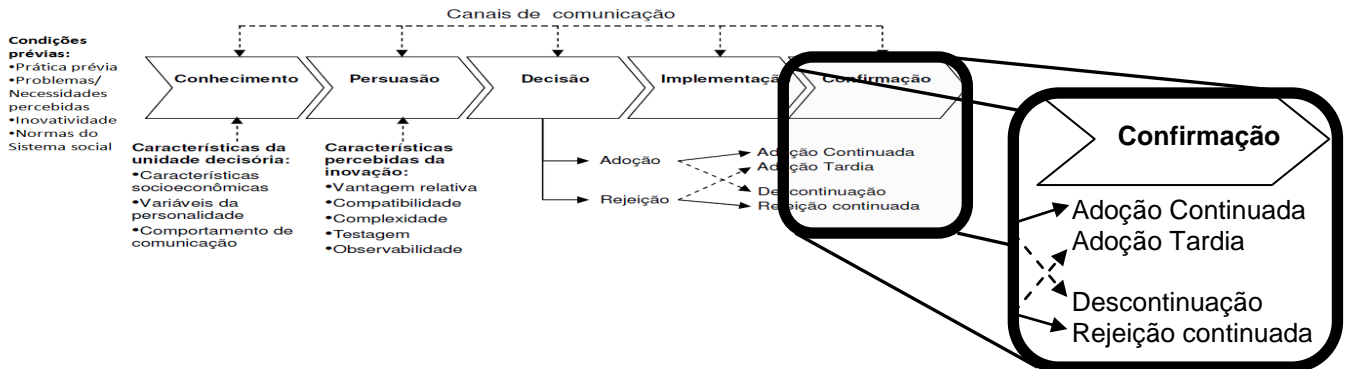 Canais de comunicação
Condições
prévias:
•Prática prévia
•Problemas/
Necessidades
percebidas
•Inovatividade
•Normas do
Sistema social
Conhecimento
Persuasão
Decisão
Implementação
Confirmação
Características da
unidade decisória:
•Características
socioeconômicas
•Variáveis da
personalidade
•Comportamento de
comunicação
Características
percebidas da
inovação:
•Vantagem relativa
•Compatibilidade
•Complexidade
•Testagem
•Observabilidade
Adoção
Rejeição
Adoção Continuada
Adoção Tardia
Descontinuação
Rejeição continuada
Confirmação
Adoção Continuada
Adoção Tardia
Descontinuação
Rejeição continuada